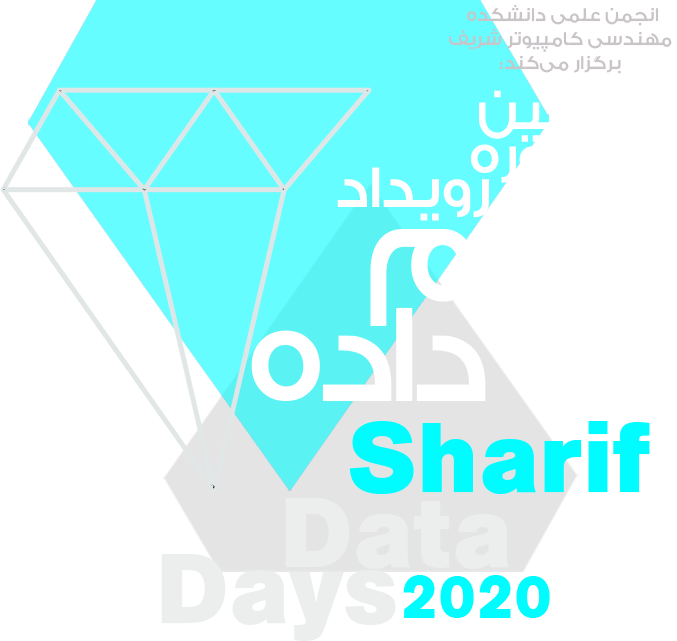 انجمن علمی دانشکده
مهندسی کامپیوتر شریف
برگزار می‌کند:
رویداد
داده
Sharif
Data
Days 2020